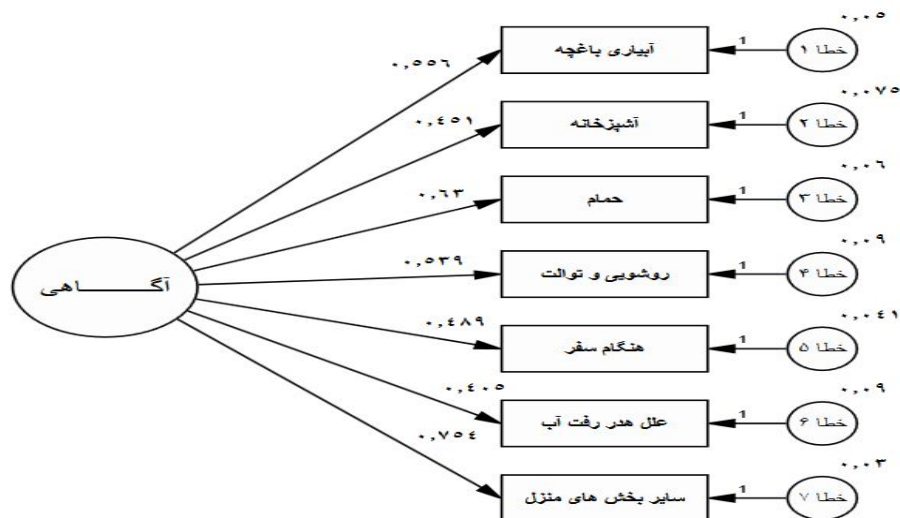 ۰,۰۵
آبیاری باغچه
1
خطا ۱
۰,۵۵۶
۰,۰۷۵
آشپزخانه
1
خطا ۲
۰,۴۵۱
۰,۰۶
حمام
1
خطا ۳
۰,۶۳
۰,۰۹
روشویی و توالت
1
خطا ۴
۰,۵۳۹
آگـــــــاهی
۰,۰۴۱
هنگام سفر
1
خطا ۵
۰,۴۸۹
۰,۰۹
علل هدر رفت آب
1
خطا ۶
۰,۴۰۵
۰,۰۳
سایر بخش های منزل
1
خطا ۷
۰,۷۵۴